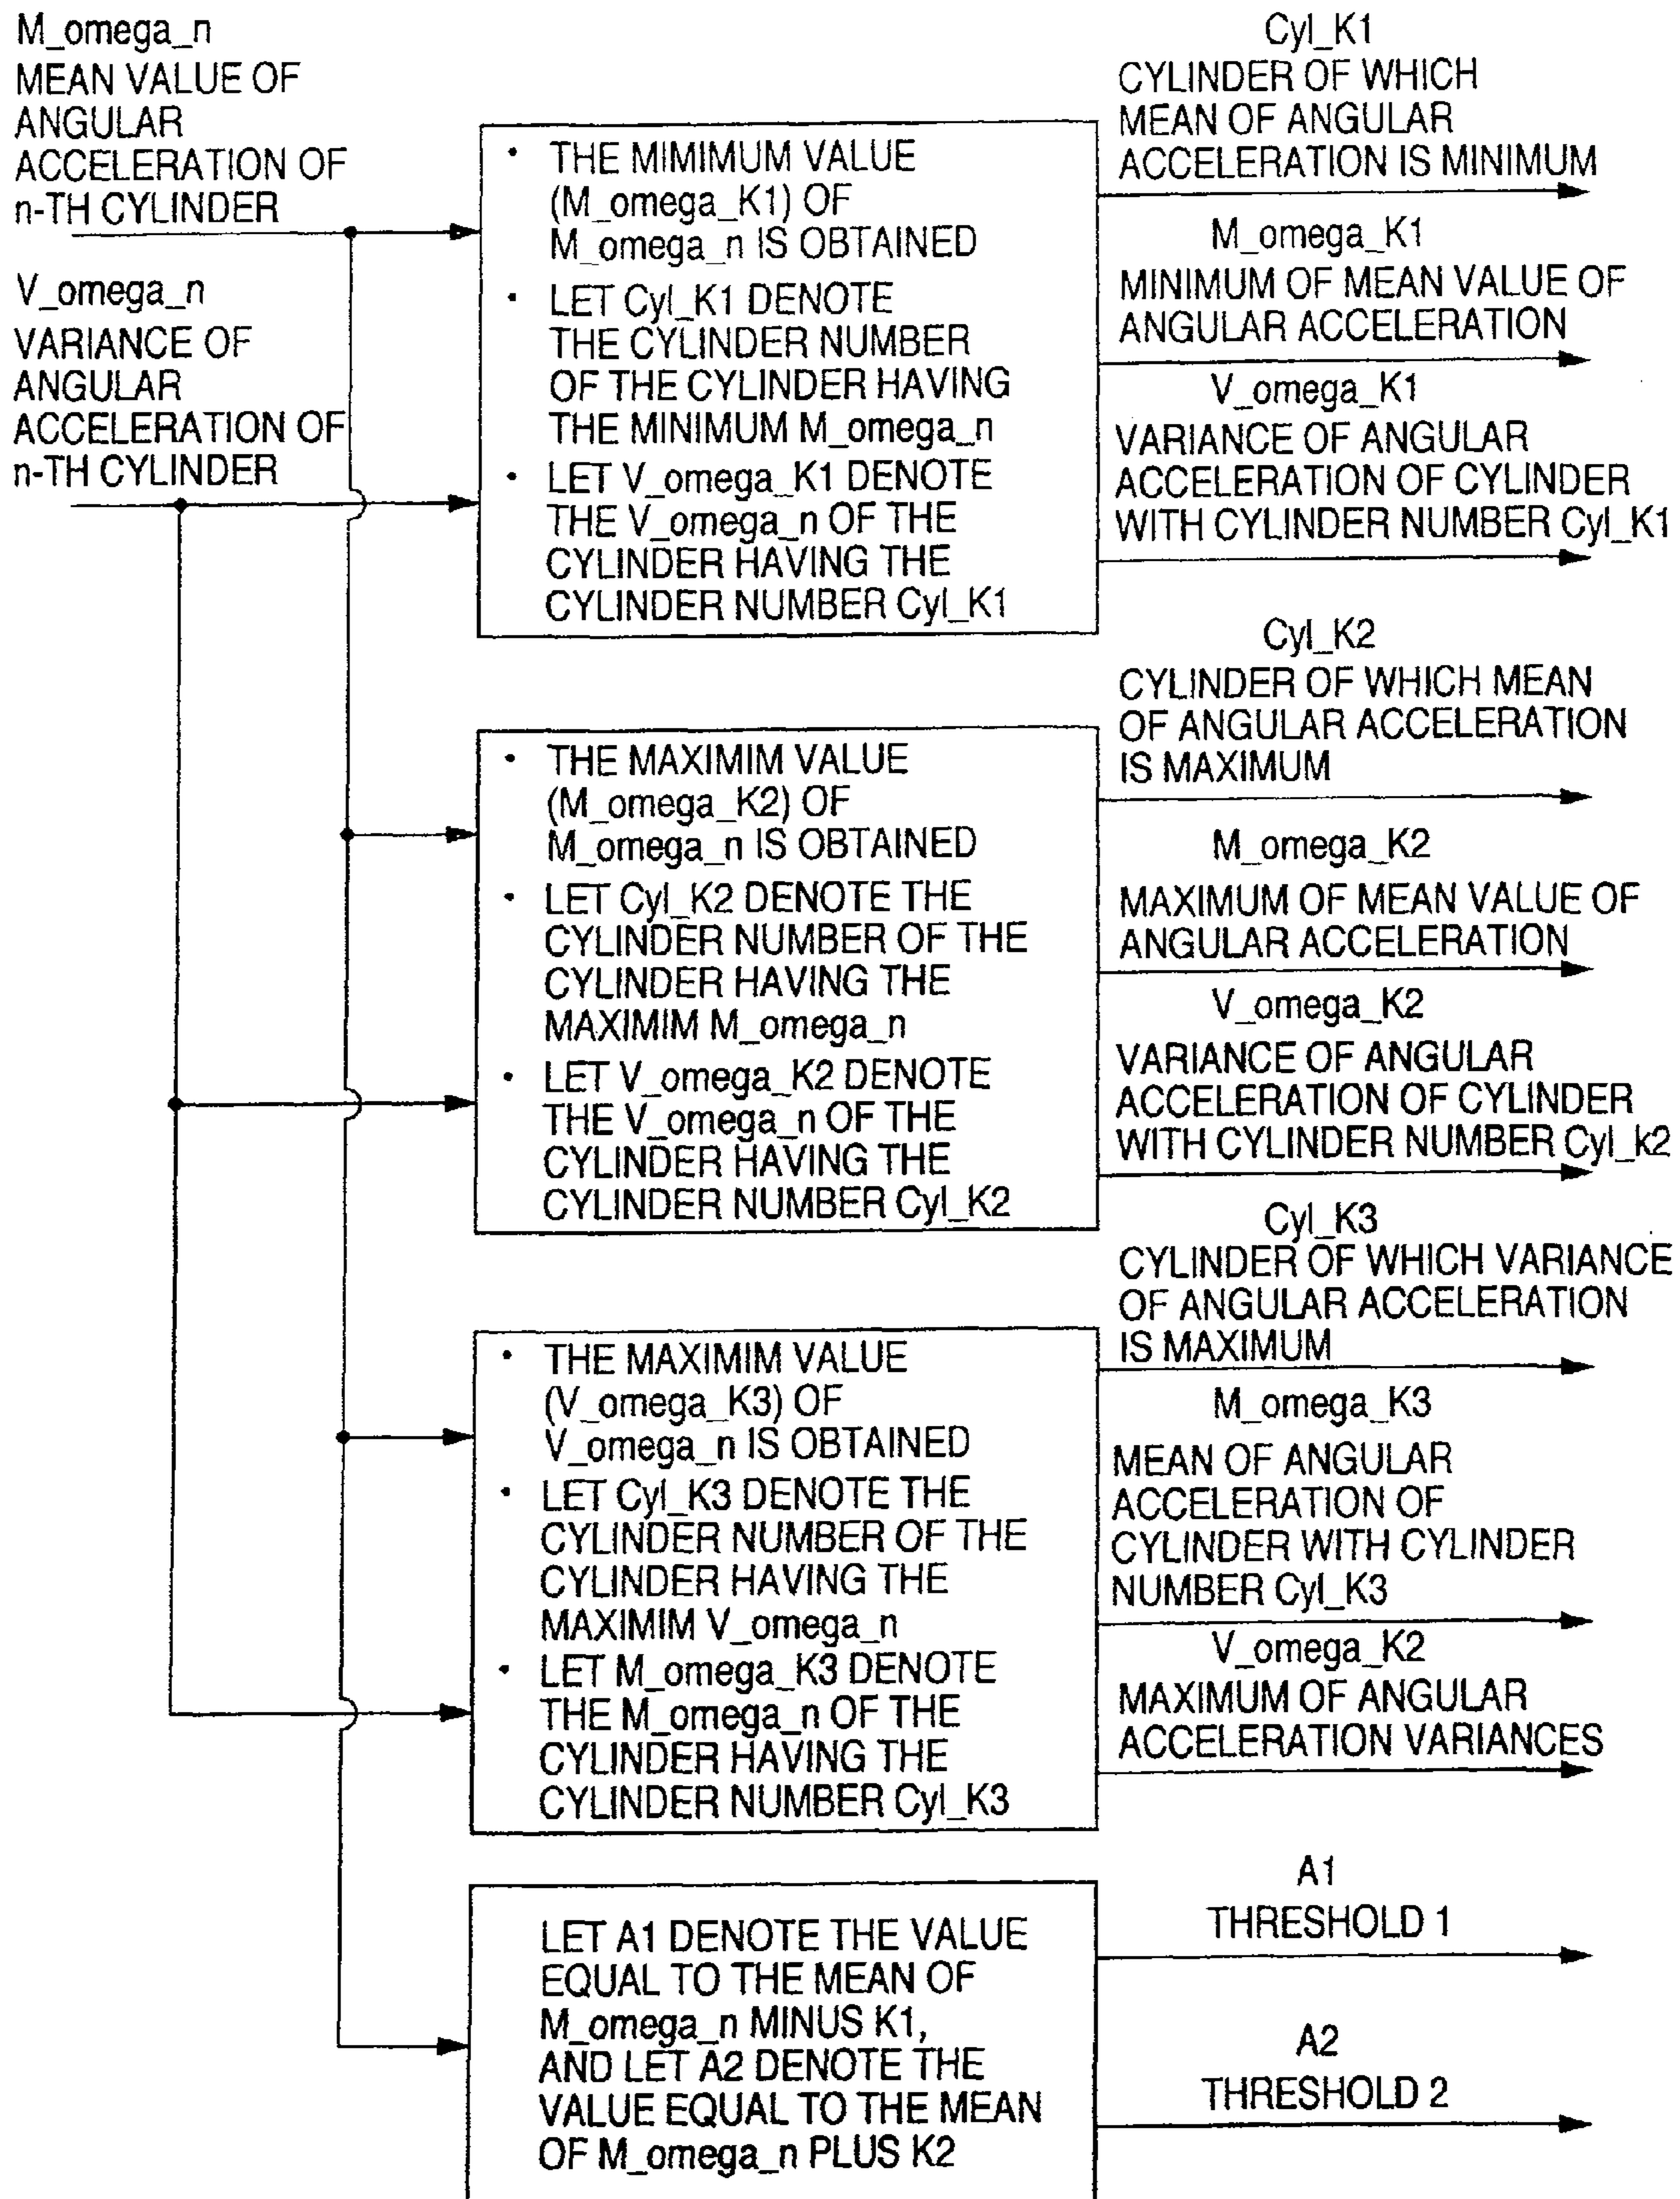 M_omega_n
MEAN VALUE OF
ANGULAR
ACCELERATION OF
n-TH CYLINDER
V_omega_n
VARIANCE OF
ANGULAR
ACCELERATION OF
n-TH CYLINDER
• THE MIMIMUM VALUE
(M_omega_K1) OF
M_omega_n IS OBTAINED
• LET Cyl_K1 DENOTE
THE CYLINDER NUMBER
OF THE CYLINDER HAVING
THE MINIMUM M_omega_n
• LET V_omega_K1 DENOTE
THE V_omega_n OF THE
CYLINDER HAVING THE
CYLINDER NUMBER Cyl_K1
Cyl_K1
CYLINDER OF WHICH
MEAN OF ANGULAR
ACCELERATION IS MINIMUM
M_omega_K1
MINIMUM OF MEAN VALUE OF
ANGULAR ACCELERATION
V_omega_K1
VARIANCE OF ANGULAR
ACCELERATION OF CYLINDER
WITH CYLINDER NUMBER Cyl_K1
• THE MAXIMIM VALUE
(M_omega_K2) OF
M_omega_n IS OBTAINED
• LET Cyl_K2 DENOTE THE
CYLINDER NUMBER OF THE
CYLINDER HAVING THE
MAXIMIM M_omega_n
• LET V_omega_K2 DENOTE
THE V_omega_n OF THE
CYLINDER HAVING THE
CYLINDER NUMBER Cyl_K2
Cyl_K2
CYLINDER OF WHICH MEAN
OF ANGULAR ACCELERATION
IS MAXIMUM
M_omega_K2
MAXIMUM OF MEAN VALUE OF
ANGULAR ACCELERATION
V_omega_K2
VARIANCE OF ANGULAR
ACCELERATION OF CYLINDER
WITH CYLINDER NUMBER Cyl_k2
• THE MAXIMIM VALUE
(V_omega_K3) OF
V_omega_n IS OBTAINED
• LET Cyl_K3 DENOTE THE
CYLINDER NUMBER OF THE
CYLINDER HAVING THE
MAXIMIM V_omega_n
• LET M_omega_K3 DENOTE
THE M_omega_n OF THE
CYLINDER HAVING THE
CYLINDER NUMBER Cyl_K3
Cyl_K3
CYLINDER OF WHICH VARIANCE
OF ANGULAR ACCELERATION
IS MAXIMUM
M_omega_K3
MEAN OF ANGULAR
ACCELERATION OF
CYLINDER WITH CYLINDER
NUMBER Cyl_K3
V_omega_K2
MAXIMUM OF ANGULAR
ACCELERATION VARIANCES
LET A1 DENOTE THE VALUE
EQUAL TO THE MEAN OF
M_omega_n MINUS K1,
AND LET A2 DENOTE THE
VALUE EQUAL TO THE MEAN
OF M_omega_n PLUS K2
A1
THRESHOLD 1
A2
THRESHOLD 2